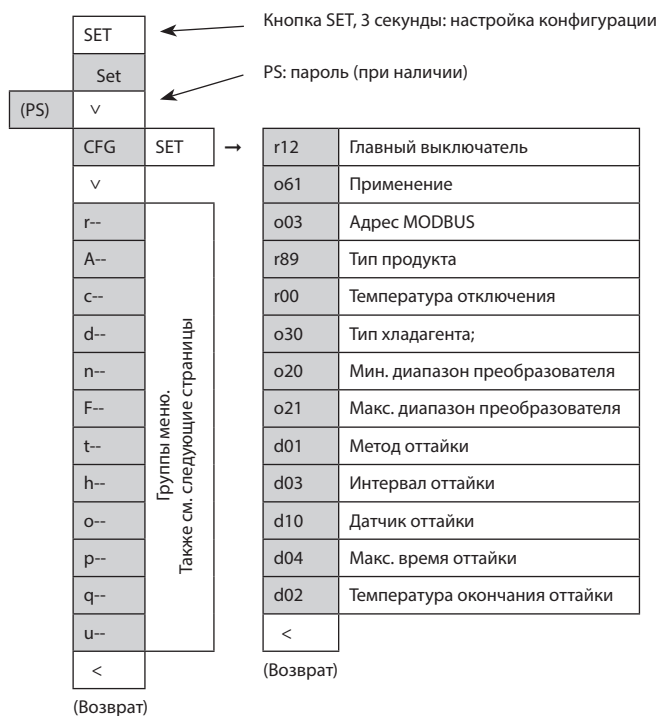 Кнопка SET, 3 секунды: настройка конфигурации
SET
Set
PS: пароль (при наличии)
(PS) ˅
CFG SET → r12 Главный выключатель
˅ o61 Применение
r-- o03 Адрес MODBUS
A-- r89 Тип продукта
c-- r00 Температура отключения
d-- o30 Тип хладагента;
n-- o20 Мин. диапазон преобразователя
F-- o21 Макс. диапазон преобразователя
t-- d01 Метод оттайки
h-- d03 Интервал оттайки
o-- d10 Датчик оттайки
p-- d04 Макс. время оттайки
q-- d02 Температура окончания оттайки
u-- <
Группы меню.
Также см. следующие страницы
< (Возврат)
(Возврат)